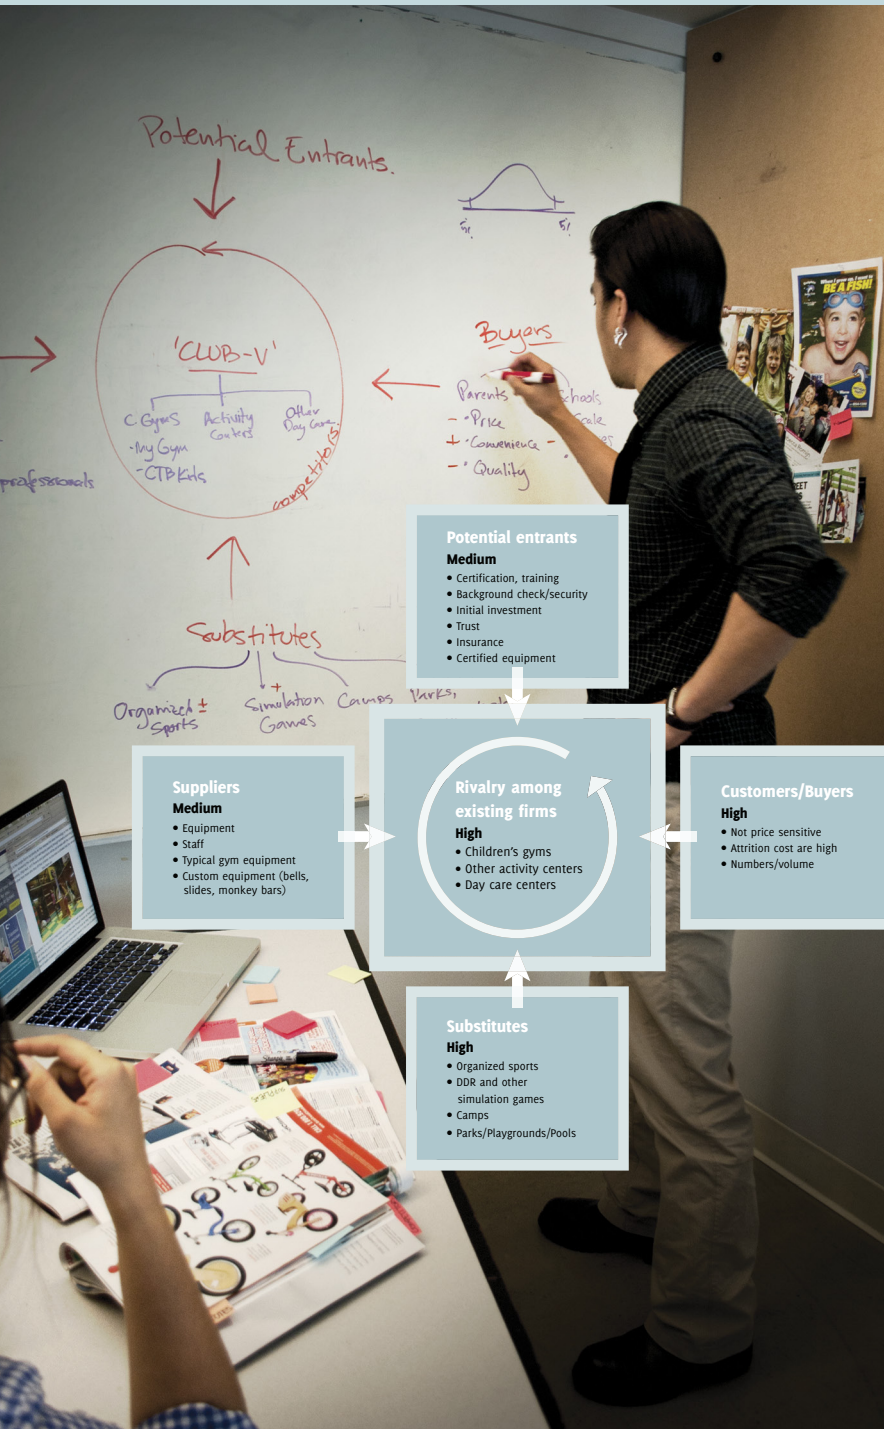 Potential Entrants.
5%
5%
Buyers
'CLUB-V'
Parents
- • Price
+ • Convenience -
- • Quality
C. Gyms
Activity
Centers
Other
Day Care
-My Gym
-CTB Kids
competitors
professionals
Substitutes
Organized ±
Sports
+
Simulation
Games
Camps
Parks,
BE A FISH!
Potential entrants
Medium
• Certification, training
• Background check/security
• Initial investment
• Trust
• Insurance
• Certified equipment
Suppliers
Medium
• Equipment
• Staff
• Typical gym equipment
• Custom equipment (bells,
slides, monkey bars)
Rivalry among
existing firms
High
• Children's gyms
• Other activity centers
• Day care centers
Customers/Buyers
High
• Not price sensitive
• Attrition cost are high
• Numbers/volume
Substitutes
High
• Organized sports
• DDR and other
simulation games
• Camps
• Parks/Playgrounds/Pools
Sharpie